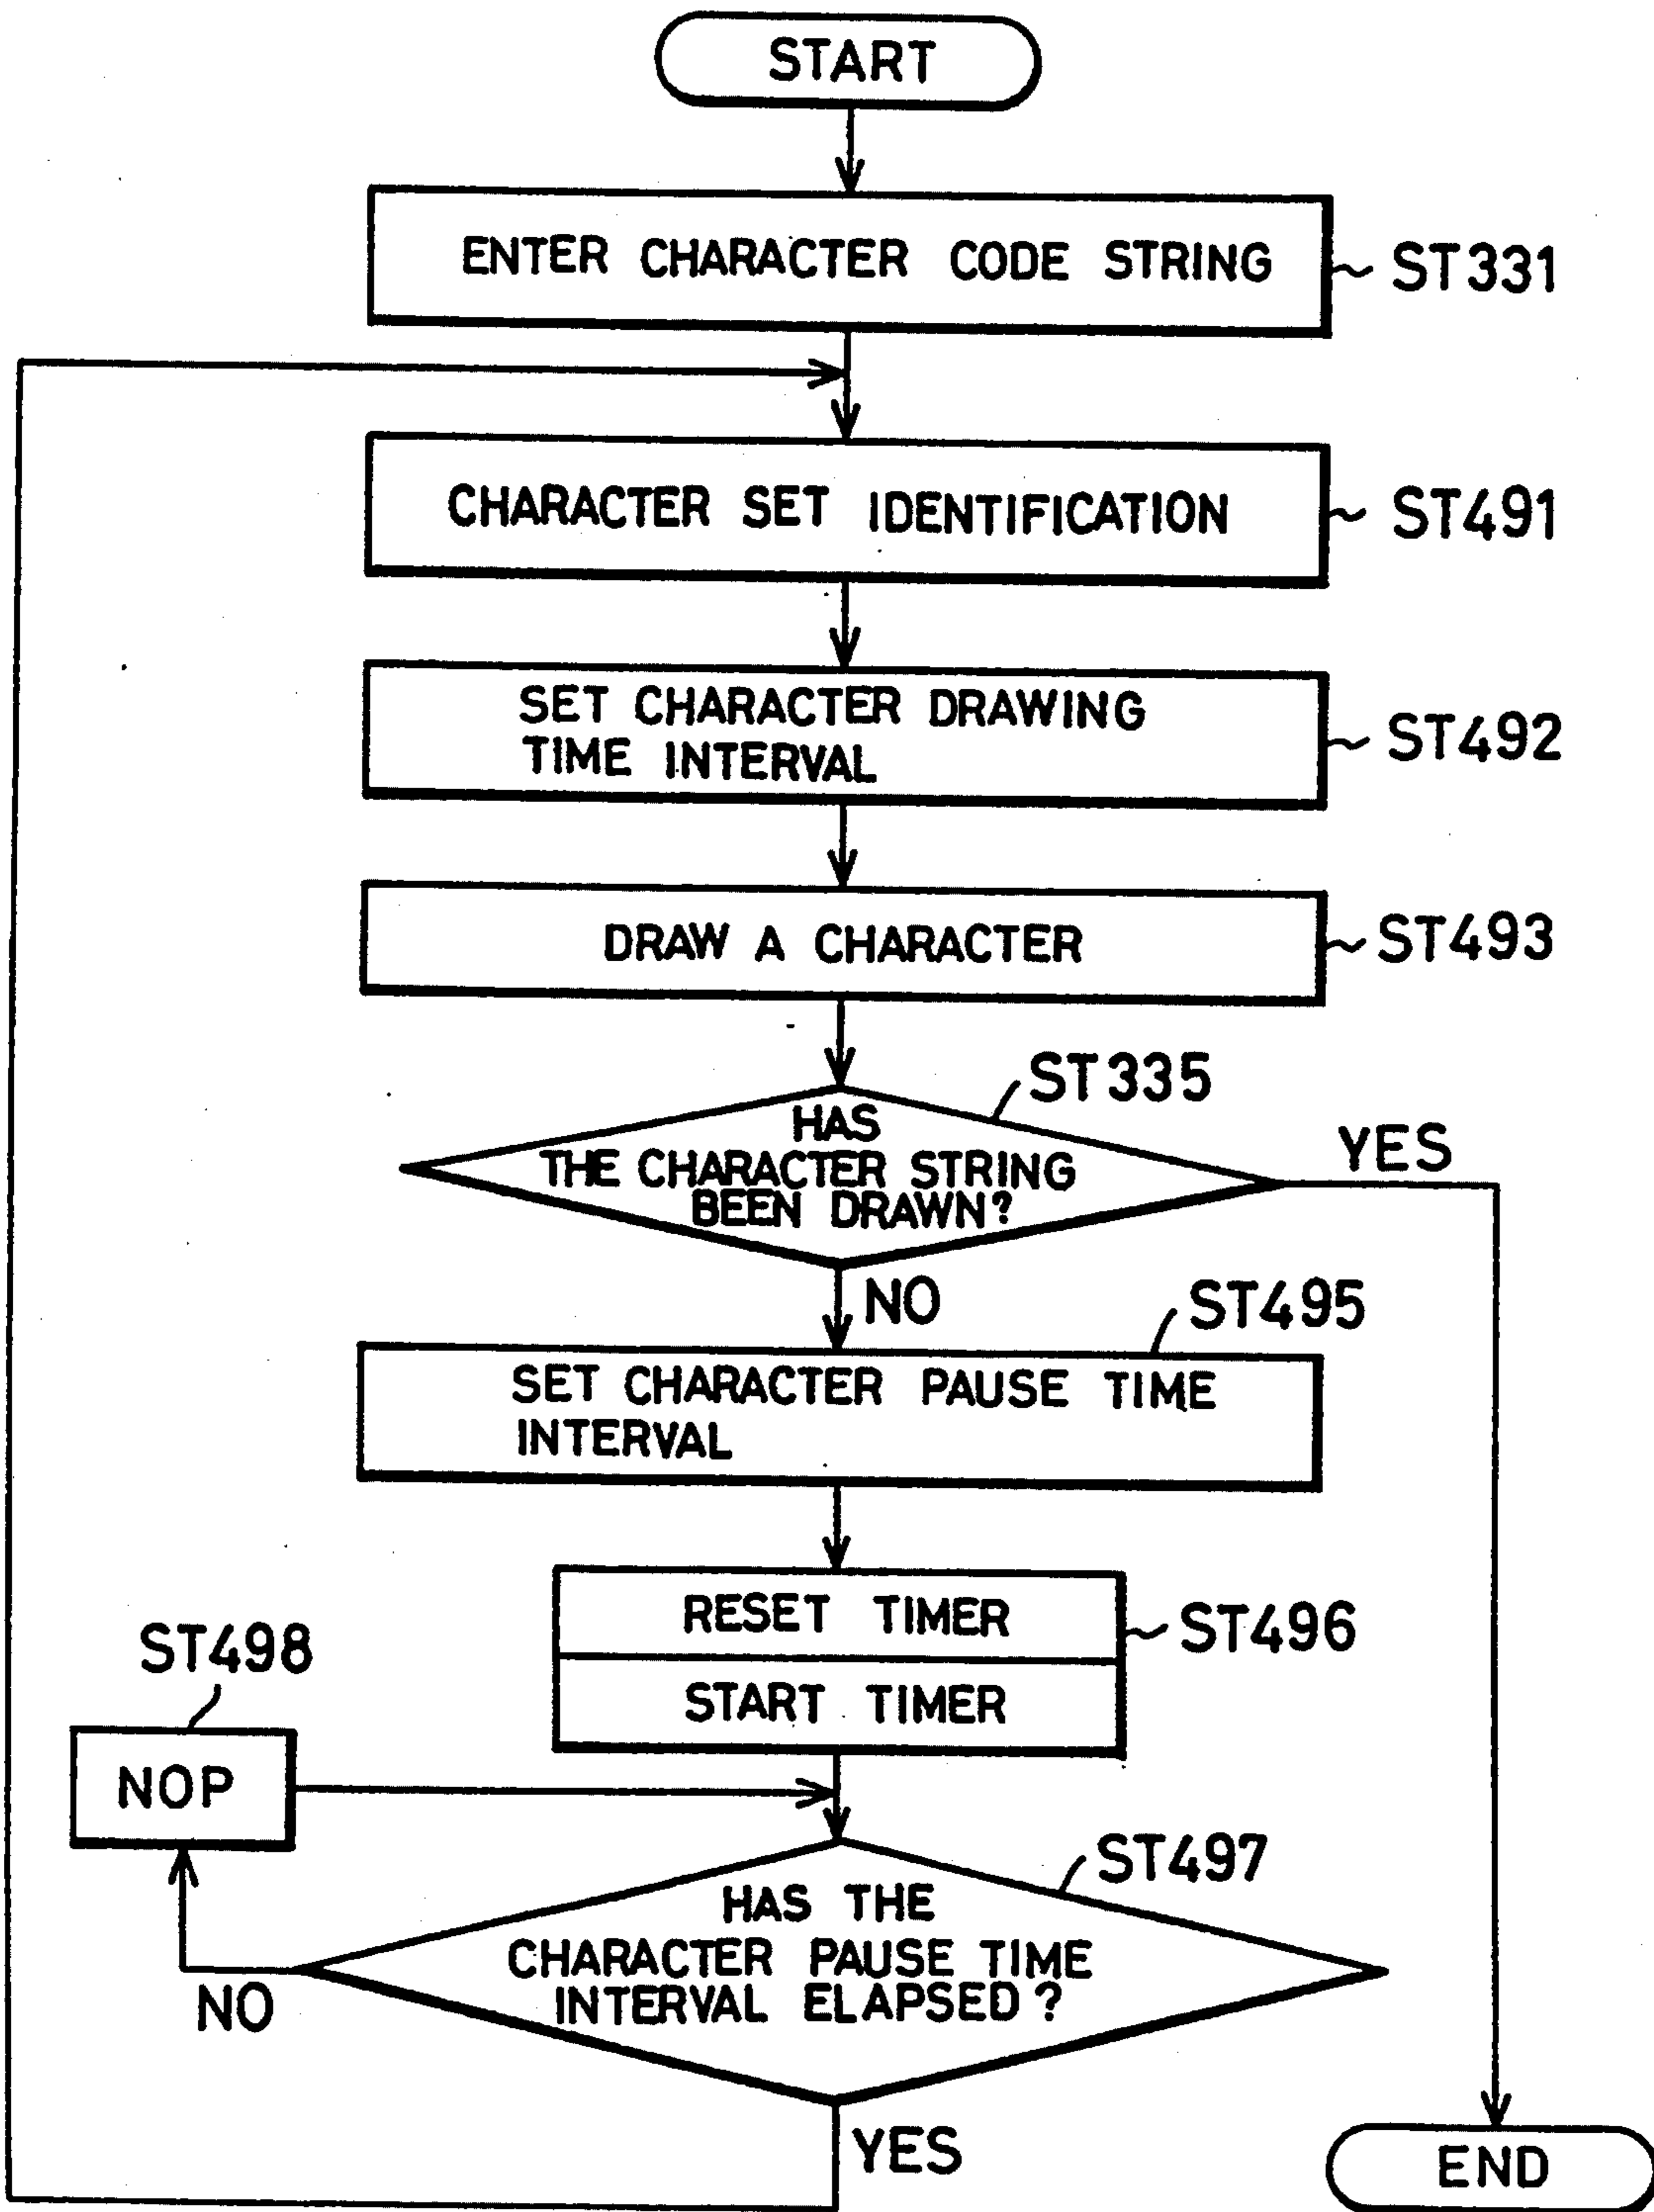 START
ENTER CHARACTER CODE STRING
ST331
CHARACTER SET IDENTIFICATION
ST491
SET CHARACTER DRAWING
TIME INTERVAL
ST492
DRAW A CHARACTER
ST493
ST335
HAS
THE CHARACTER STRING
BEEN DRAWN?
YES
NO
ST495
SET CHARACTER PAUSE TIME
INTERVAL
RESET TIMER
START TIMER
ST496
ST498
NOP
ST497
HAS THE
CHARACTER PAUSE TIME
INTERVAL ELAPSED?
NO
YES
END